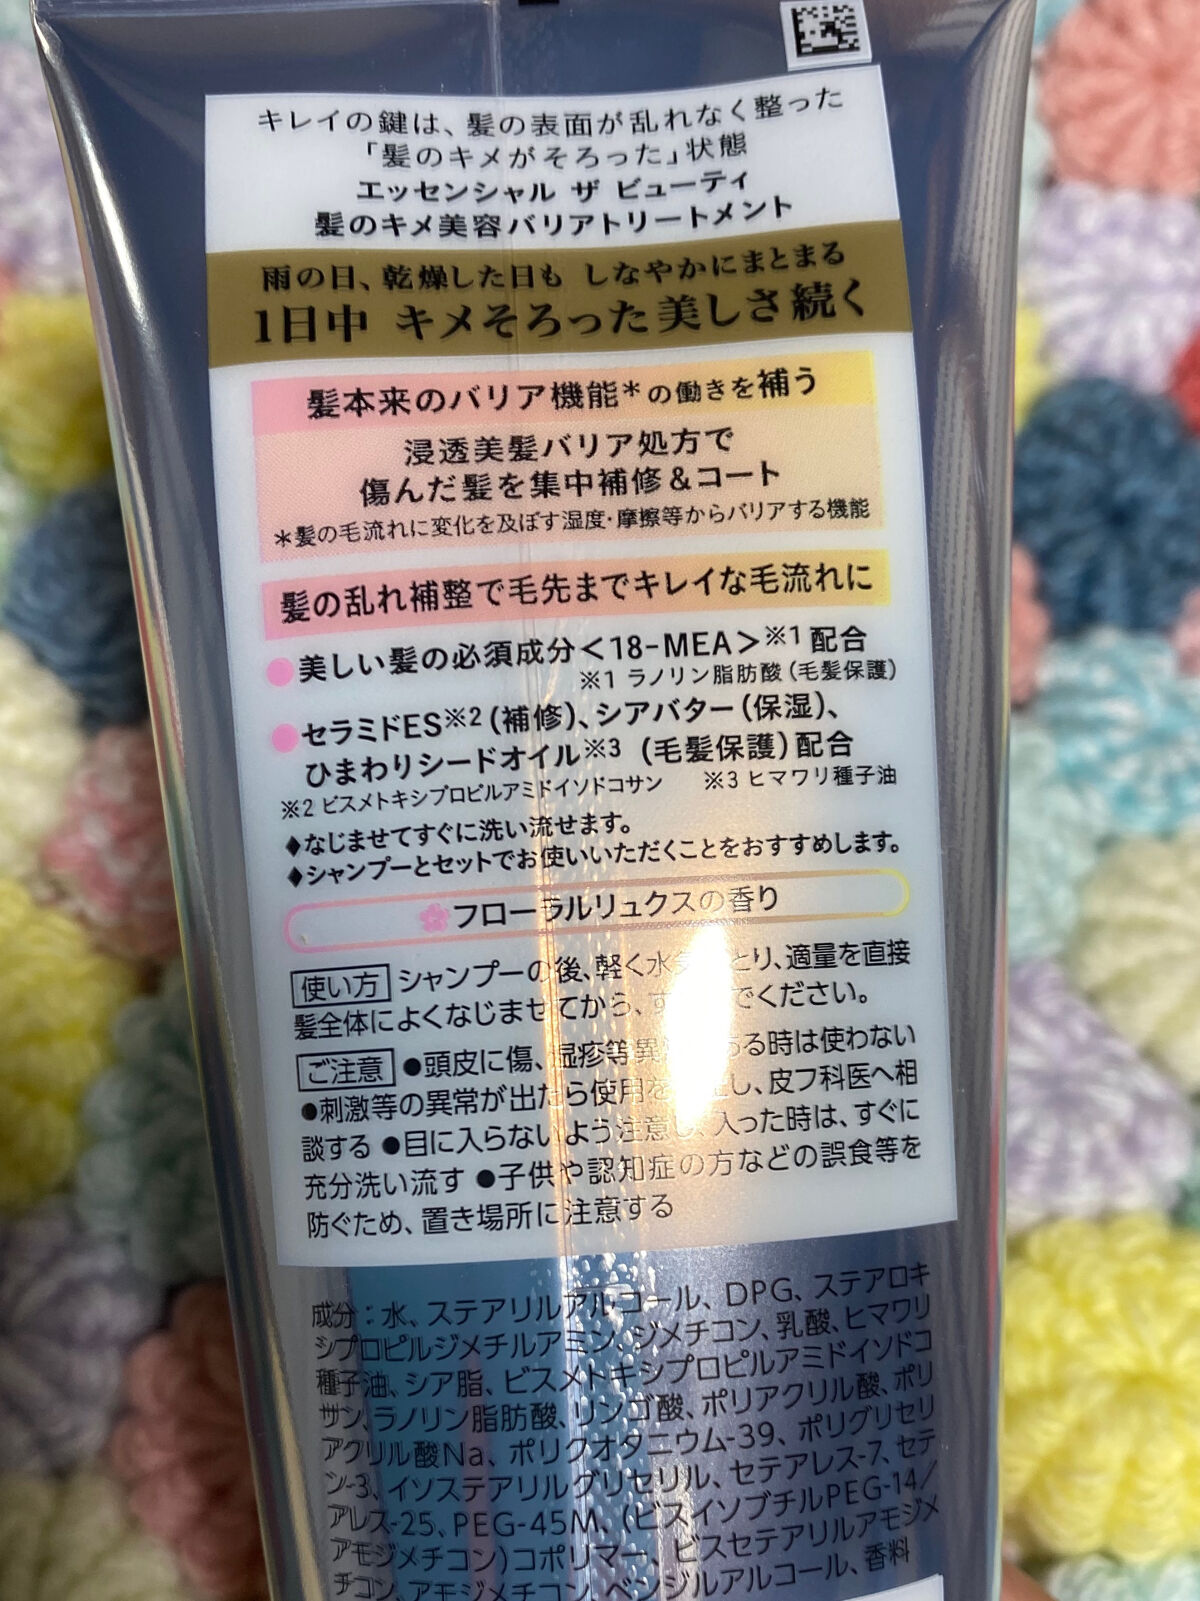 キレイの鍵は、髪の表面が乱れなく整った
「髪のキメがそろった」状態
エッセンシャル ザ ビューティ
髪のキメ美容バリアトリートメント
雨の日、乾燥した日も しなやかにまとまる
1日中 キメそろった美しさ続く
髪本来のバリア機能*の働きを補う
浸透美髪バリア処方で
傷んだ髪を集中補修&コート
*髪の毛流れに変化を及ぼす湿度・摩擦等からバリアする機能
髪の乱れ補整で毛先までキレイな毛流れに
●美しい髪の必須成分<18-MEA>※1配合
※1 ラノリン脂肪酸(毛髪保護)
●セラミドES※2(補修)、シアバター(保湿)、
ひまわりシードオイル※3 (毛髪保護)配合
※2 ビスメトキシプロピルアミドイソドコサン ※3 ヒマワリ種子油
♦なじませてすぐに洗い流せます。
♦シャンプーとセットでお使いいただくことをおすすめします。
フローラルリュクスの香り
使い方 シャンプーの後、軽く水 とり、適量を直接
髪全体によくなじませてから、 ください。
ご注意 ●頭皮に傷、湿疹等異 ある時は使わない
●刺激等の異常が出たら使用を し、皮フ科医へ相
談する ●目に入らないよう注意し、入った時は、すぐに
充分洗い流す ●子供や認知症の方などの誤食等を
防ぐため、置き場所に注意する
成分:水、ステアリルアルコール、DPG、ステアロキ
シプロピルジメチルアミン、ジメチコン、乳酸、ヒマワリ
種子油、シア脂、ビスメトキシプロピルアミドイソドコ
サン、ラノリン脂肪酸、リンゴ酸、ポリアクリル酸、ポリ
アクリル酸Na、ポリクオタニウム-39、ポリグリセリ
ン-3、イソステアリルグリセリル、セテアレス-7、セテ
アレス-25、PEG-45M、(ビスイソブチルPEG-14/
アモジメチコン)コポリマー、ビスセテアリルアモジメ
チコン、アモジメチコン、ベンジルアルコール、香料